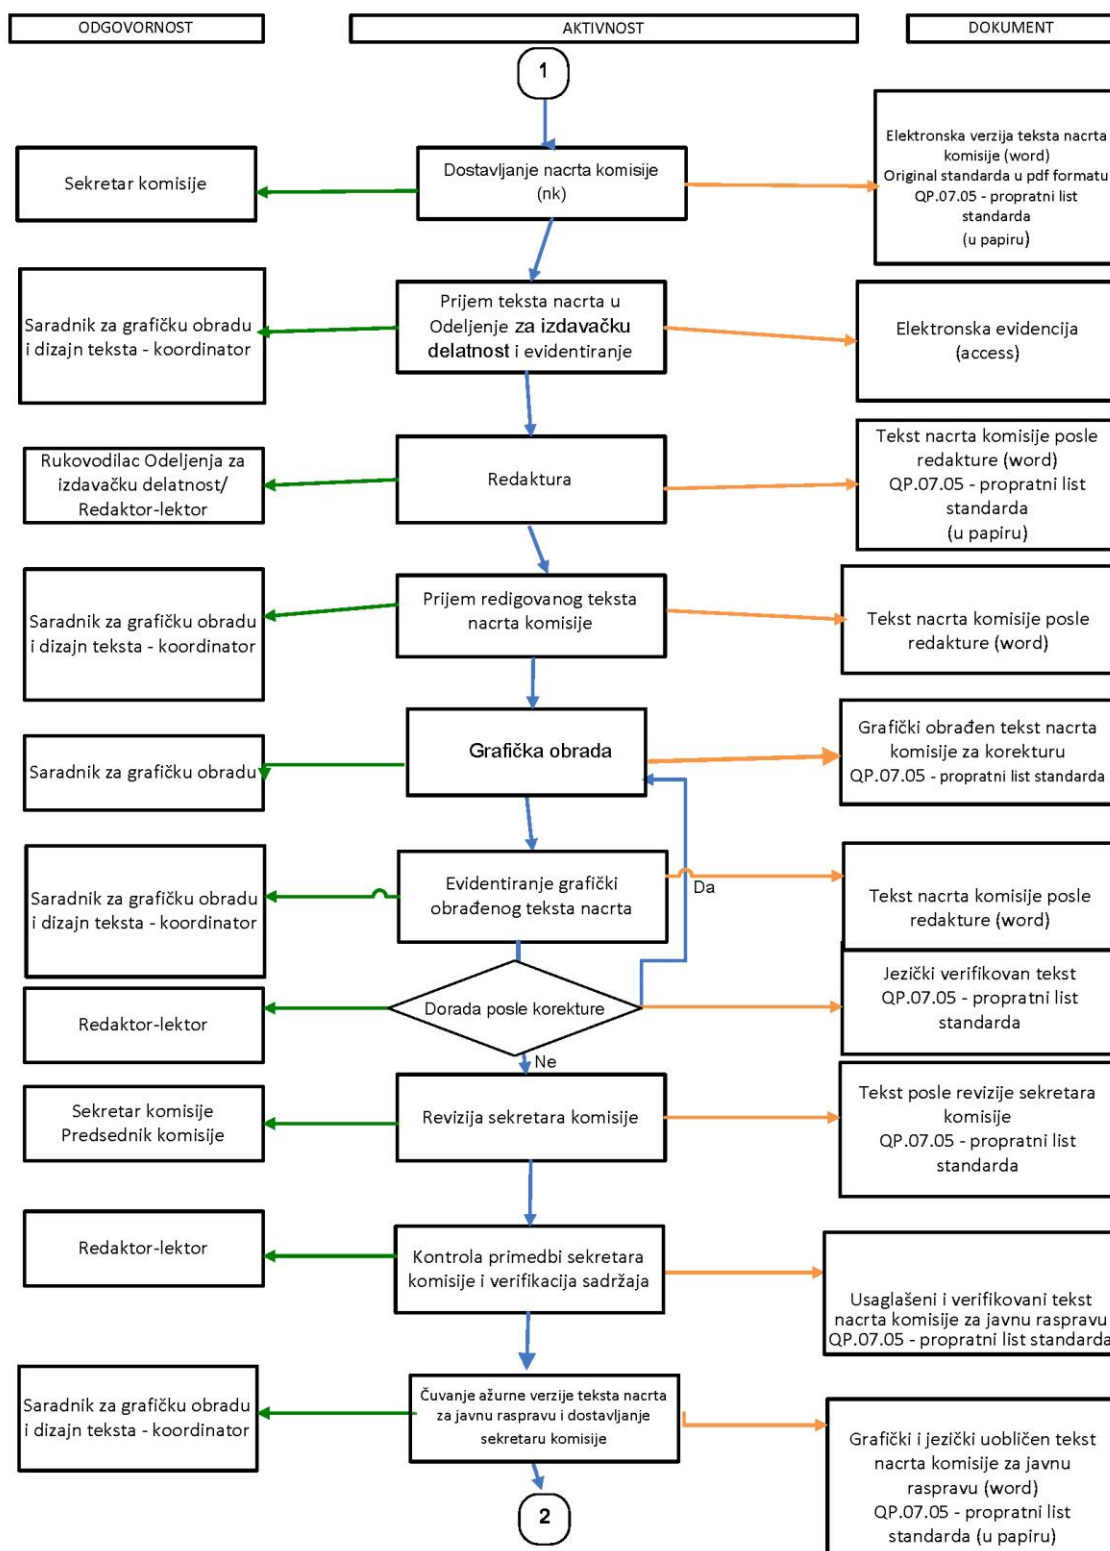 ODGOVORNOST
AKTIVNOST
DOKUMENT
1
Sekretar komisije
Dostavljanje nacrta komisije
(nk)
Elektronska verzija teksta nacrta
komisije (word)
Original standarda u pdf formatu
QP.07.05 - propratni list
standarda
(u papiru)
Saradnik za grafičku obradu
i dizajn teksta - koordinator
Prijem teksta nacrta u
Odeljenje za izdavačku
delatnost i evidentiranje
Elektronska evidencija
(access)
Rukovodilac Odeljenja za
izdavačku delatnost/
Redaktor-lektor
Redaktura
Tekst nacrta komisije posle
redakture (word)
QP.07.05 - propratni list
standarda
(u papiru)
Saradnik za grafičku obradu
i dizajn teksta - koordinator
Prijem redigovanog teksta
nacrta komisije
Tekst nacrta komisije posle
redakture (word)
Saradnik za grafičku obradu
Grafička obrada
Grafički obrađen tekst nacrta
komisije za korekturu
QP.07.05 - propratni list standarda
Saradnik za grafičku obradu
i dizajn teksta - koordinator
Evidentiranje grafički
obrađenog teksta nacrta
Da
Tekst nacrta komisije posle
redakture (word)
Redaktor-lektor
Dorada posle korekture
Ne
Jezički verifikovan tekst
QP.07.05 - propratni list
standarda
Sekretar komisije
Predsednik komisije
Revizija sekretara komisije
Tekst posle revizije sekretara
komisije
QP.07.05 - propratni list
standarda
Redaktor-lektor
Kontrola primedbi sekretara
komisije i verifikacija sadržaja
Usaglašeni i verifikovani tekst
nacrta komisije za javnu raspravu
QP.07.05 - propratni list standarda
Saradnik za grafičku obradu
i dizajn teksta - koordinator
Čuvanje ažurne verzije teksta nacrta
za javnu raspravu i dostavljanje
sekretaru komisije
Grafički i jezički uobličen tekst
nacrta komisije za javnu
raspravu (word)
QP.07.05 - propratni list
standarda (u papiru)
2